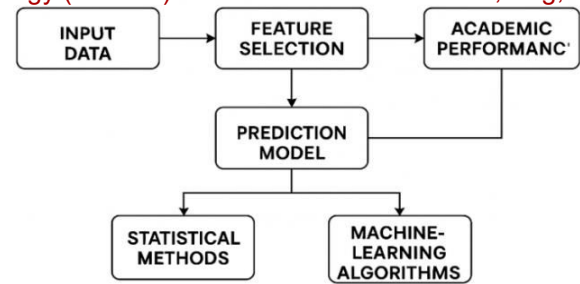 INPUT
DATA
FEATURE
SELECTION
ACADEMIC
PERFORMANC
PREDICTION
MODEL
STATISTICAL
METHODS
MACHINE-
LEARNING
ALGORITHMS